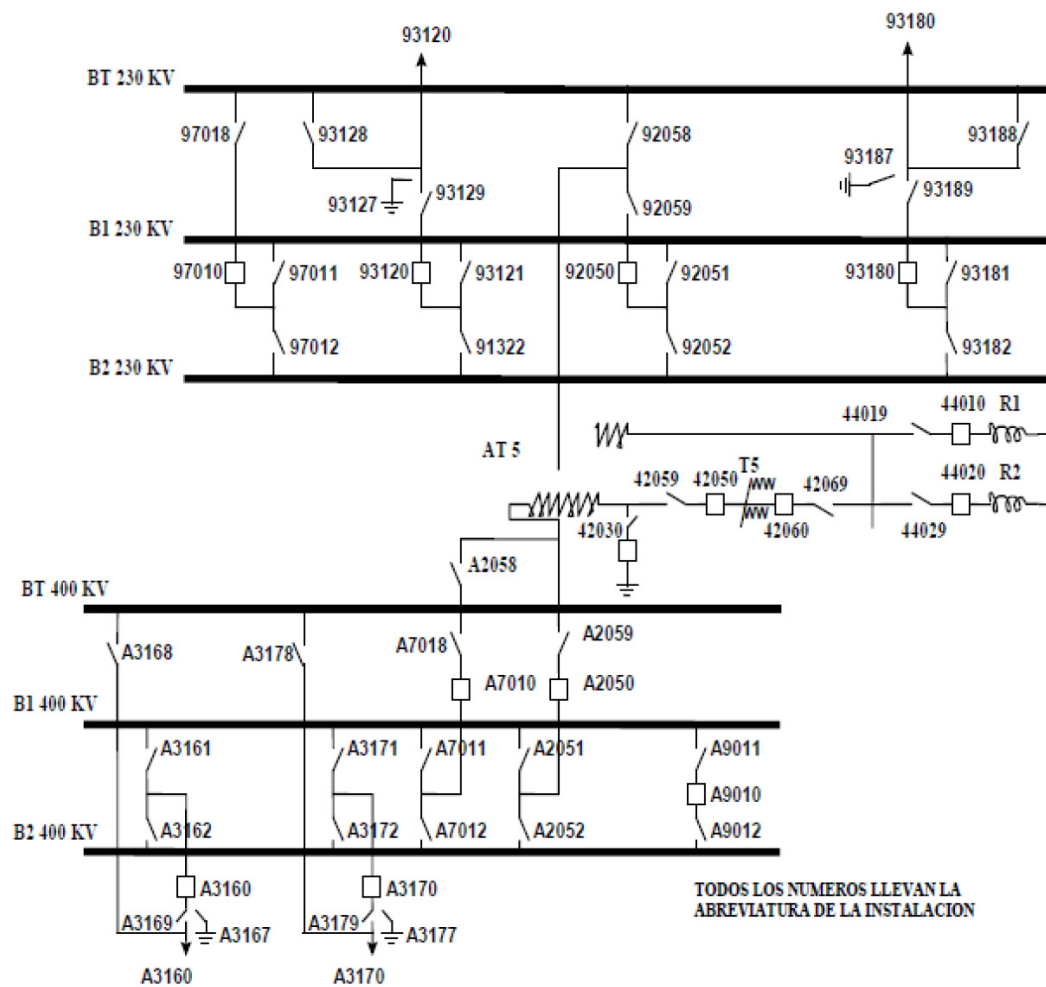 93120
93180
BT 230 KV
97018
93128
92058
93188
93187
93127
93129
92059
93189
B1 230 KV
97010
97011
93120
93121
92050
92051
93180
93181
97012
91322
92052
93182
B2 230 KV
44019
44010
R1
AT 5
42059
42050
T5
42069
44020
R2
42030
42060
44029
A2058
BT 400 KV
A3168
A3178
A7018
A2059
A7010
A2050
B1 400 KV
A3161
A3171
A7011
A2051
A9011
A9010
B2 400 KV
A3162
A3172
A7012
A2052
A9012
A3160
A3170
TODOS LOS NUMEROS LLEVAN LA
ABREVIATURA DE LA INSTALACION
A3169
A3167
A3179
A3177
A3160
A3170